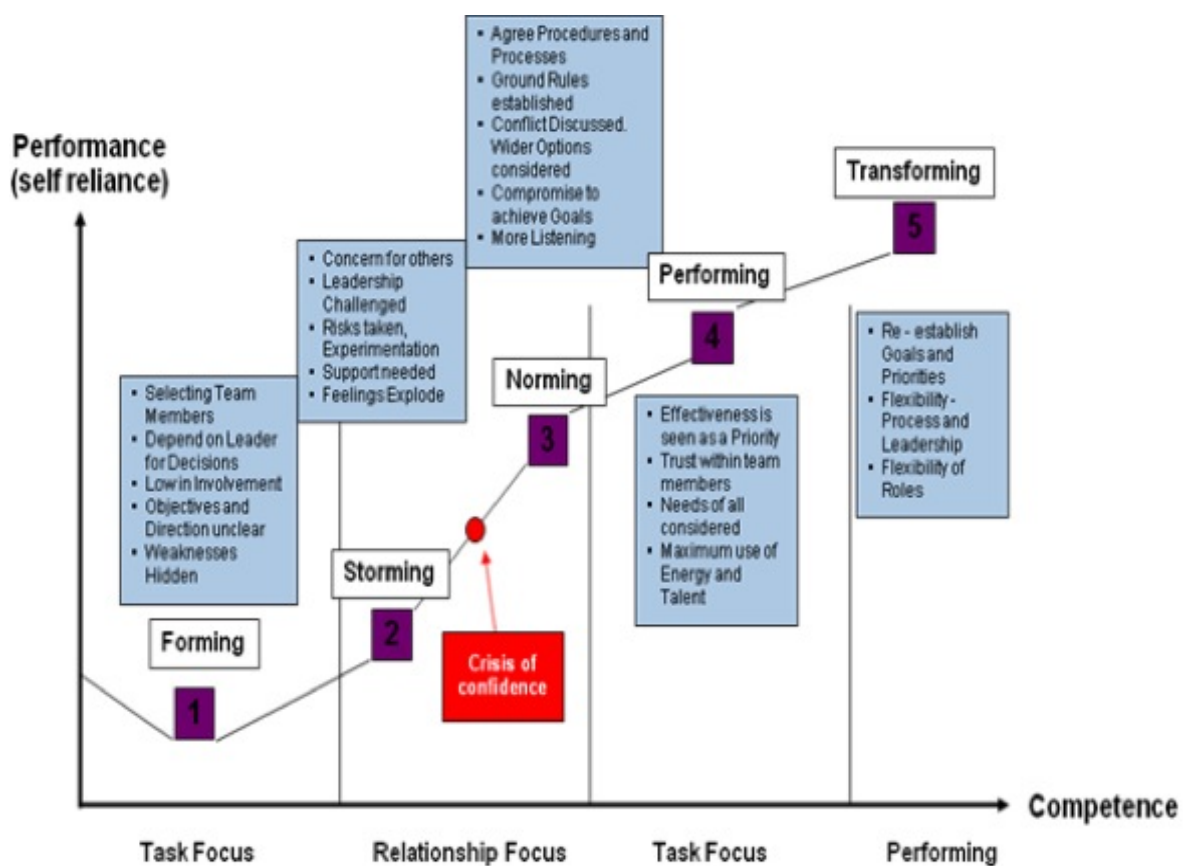 ▪ Agree Procedures and
Processes
▪ Ground Rules
established
▪ Conflict Discussed.
Wider Options
considered
▪ Compromise to
achieve Goals
▪ More Listening
Performance
(self reliance)
Transforming
5
▪ Concern for others
▪ Leadership
Challenged
▪ Risks taken,
Experimentation
▪ Support needed
▪ Feelings Explode
Performing
4
▪ Re - establish
Goals and
Priorities
▪ Flexibility -
Process and
Leadership
▪ Flexibility of
Roles
Norming
3
▪ Selecting Team
Members
▪ Depend on Leader
for Decisions
▪ Low in Involvement
▪ Objectives and
Direction unclear
▪ Weaknesses
Hidden
▪ Effectiveness is
seen as a Priority
▪ Trust within team
members
▪ Needs of all
considered
▪ Maximum use of
Energy and
Talent
Storming
2
Forming
1
Crisis of
confidence
Competence
Task Focus
Relationship Focus
Task Focus
Performing